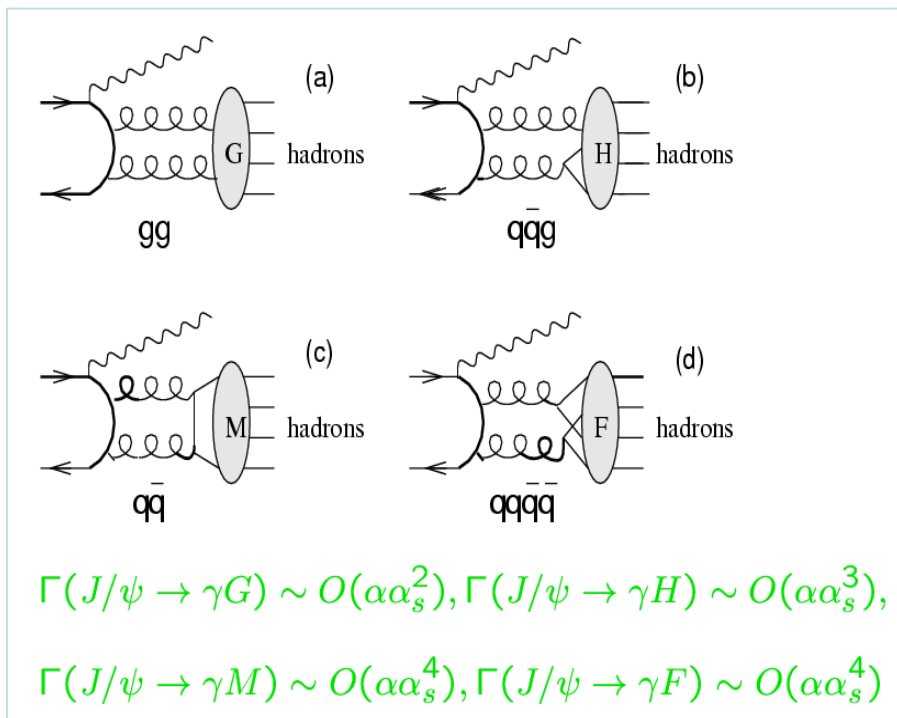 (a)
G
hadrons
gg
(b)
H
hadrons
qq̄g
(c)
M
hadrons
qq̄
(d)
F
hadrons
qqq̄q̄
Γ(J/ψ → γG) ∼ O(αα_s^2), Γ(J/ψ → γH) ∼ O(αα_s^3),
Γ(J/ψ → γM) ∼ O(αα_s^4), Γ(J/ψ → γF) ∼ O(αα_s^4)